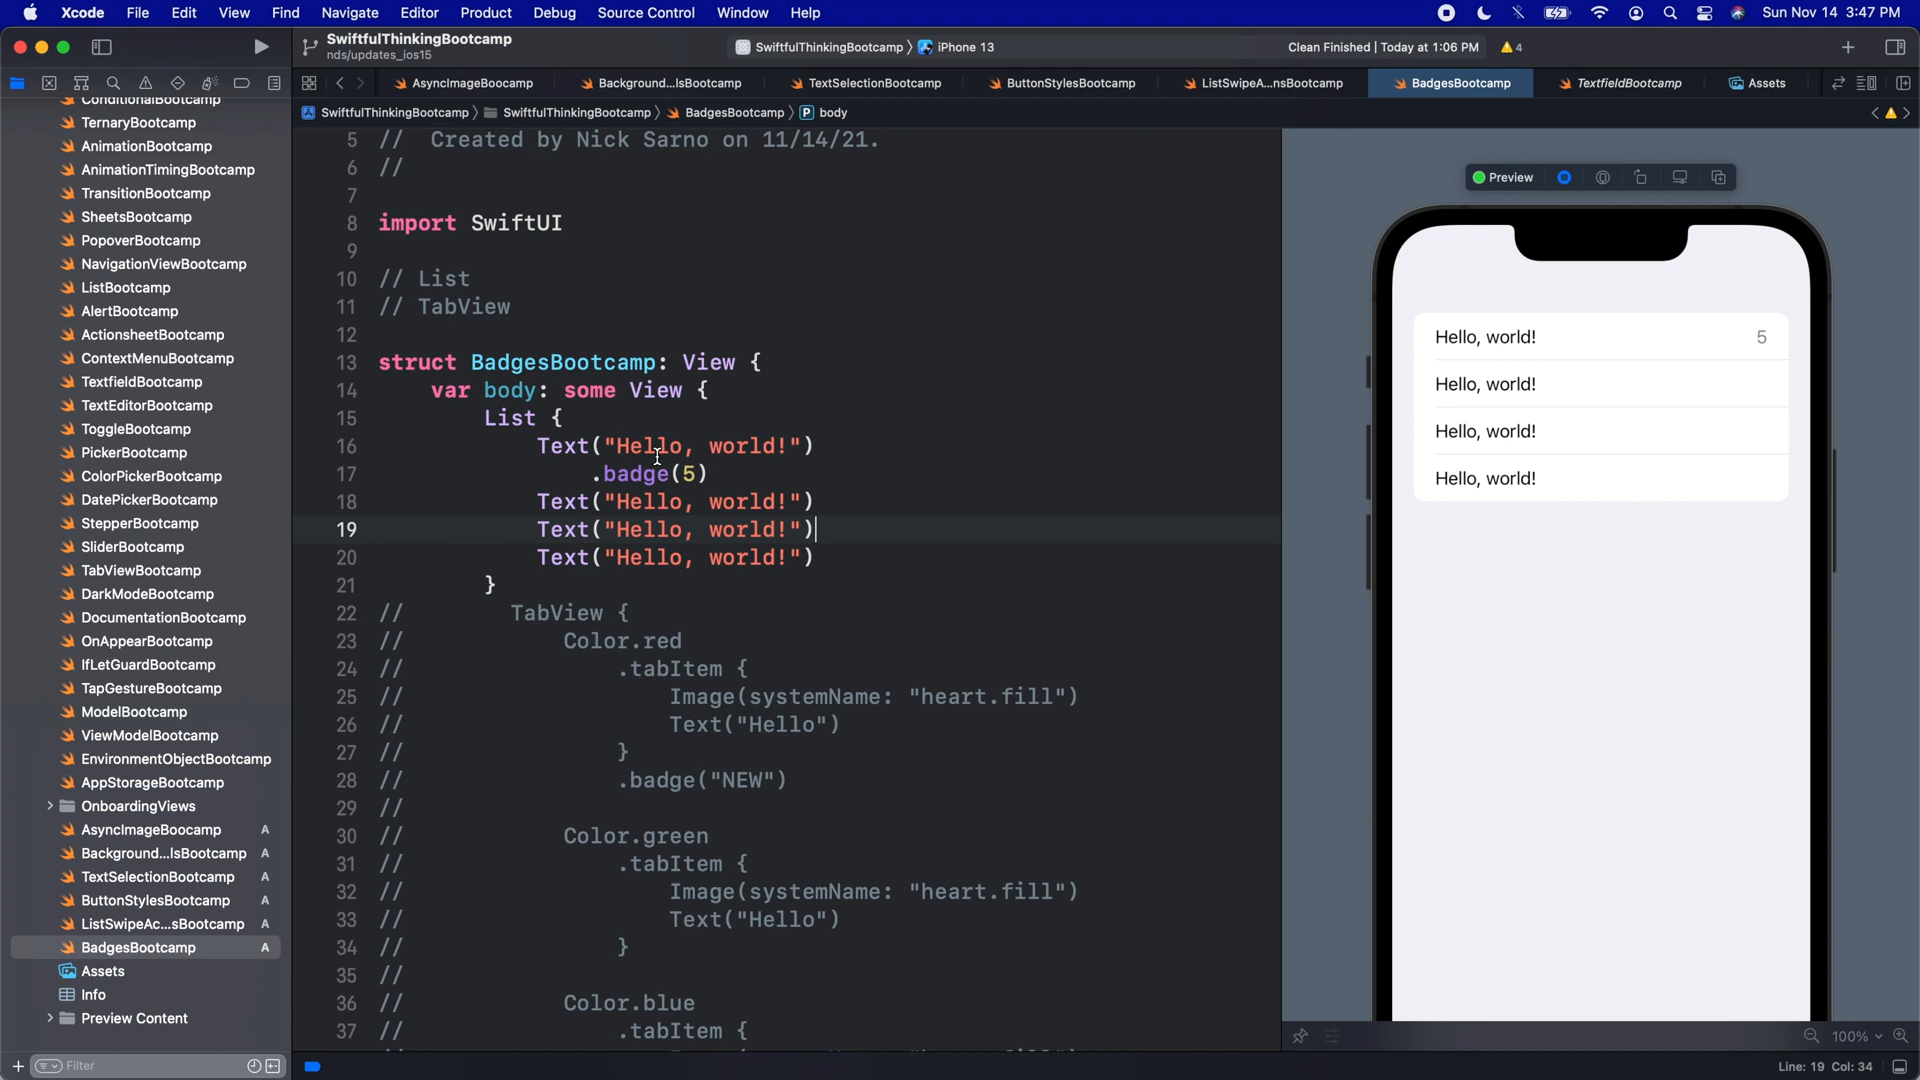 Xcode File Edit View Find Navigate Editor Product Debug Source Control Window Help Sun Nov 14 3:47 PM
SwiftfulThinkingBootcamp
nds/updates_ios15
SwiftfulThinkingBootcamp iPhone 13
Clean Finished | Today at 1:06 PM 4
AsyncImageBoocamp Background...lsBootcamp TextSelectionBootcamp ButtonStylesBootcamp ListSwipeA...nsBootcamp BadgesBootcamp TextfieldBootcamp Assets
SwiftfulThinkingBootcamp SwiftfulThinkingBootcamp BadgesBootcamp P body
ConditionalBootcamp
TernaryBootcamp
AnimationBootcamp
AnimationTimingBootcamp
TransitionBootcamp
SheetsBootcamp
PopoverBootcamp
NavigationViewBootcamp
ListBootcamp
AlertBootcamp
ActionsheetBootcamp
ContextMenuBootcamp
TextfieldBootcamp
TextEditorBootcamp
ToggleBootcamp
PickerBootcamp
ColorPickerBootcamp
DatePickerBootcamp
StepperBootcamp
SliderBootcamp
TabViewBootcamp
DarkModeBootcamp
DocumentationBootcamp
OnAppearBootcamp
IfLetGuardBootcamp
TapGestureBootcamp
ModelBootcamp
ViewModelBootcamp
EnvironmentObjectBootcamp
AppStorageBootcamp
OnboardingViews
AsyncImageBoocamp A
Background...lsBootcamp A
TextSelectionBootcamp A
ButtonStylesBootcamp A
ListSwipeAc...sBootcamp A
BadgesBootcamp A
Assets
Info
Preview Content
Filter
5 // Created by Nick Sarno on 11/14/21.
6 //
7
8 import SwiftUI
9
10 // List
11 // TabView
12
13 struct BadgesBootcamp: View {
14 var body: some View {
15 List {
16 Text("Hello, world!")
17 .badge(5)
18 Text("Hello, world!")
19 Text("Hello, world!")
20 Text("Hello, world!")
21 }
22 // TabView {
23 // Color.red
24 // .tabItem {
25 // Image(systemName: "heart.fill")
26 // Text("Hello")
27 // }
28 // .badge("NEW")
29 //
30 // Color.green
31 // .tabItem {
32 // Image(systemName: "heart.fill")
33 // Text("Hello")
34 // }
35 //
36 // Color.blue
37 // .tabItem {
Preview
Hello, world! 5
Hello, world!
Hello, world!
Hello, world!
100%
Line: 19 Col: 34